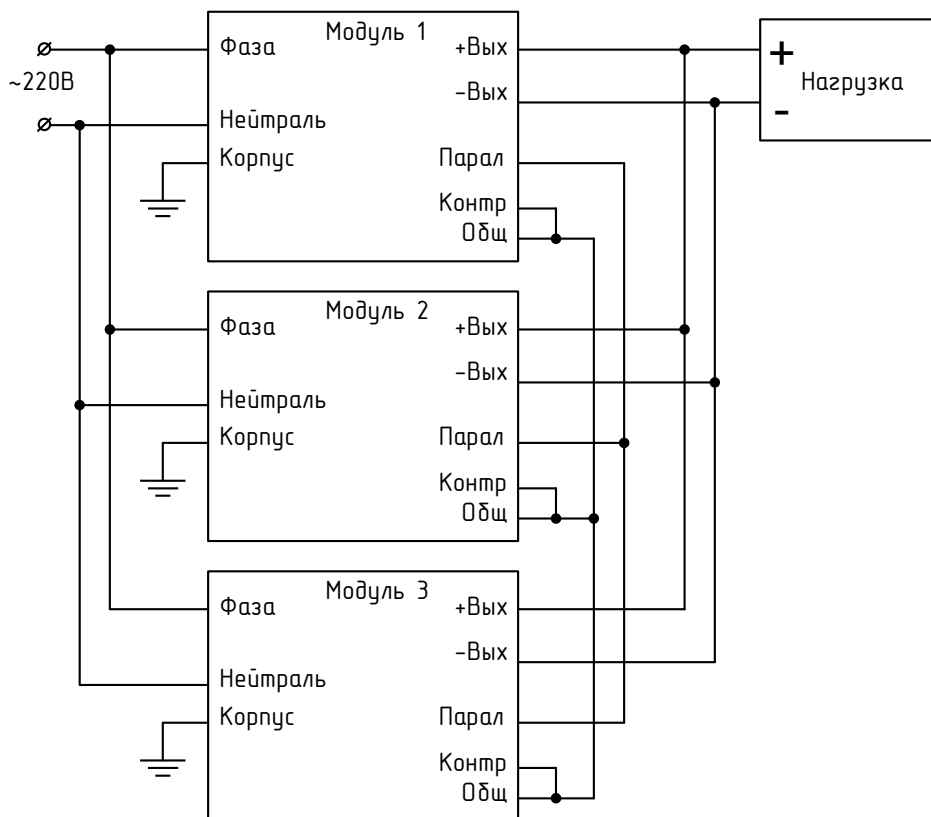 Модуль 1
Фаза
+Вых
~220В
-Вых
Нейтраль
Корпус
Парал
Контр
Общ
+
Нагрузка
-
Модуль 2
Фаза
+Вых
-Вых
Нейтраль
Корпус
Парал
Контр
Общ
Модуль 3
Фаза
+Вых
-Вых
Нейтраль
Корпус
Парал
Контр
Общ